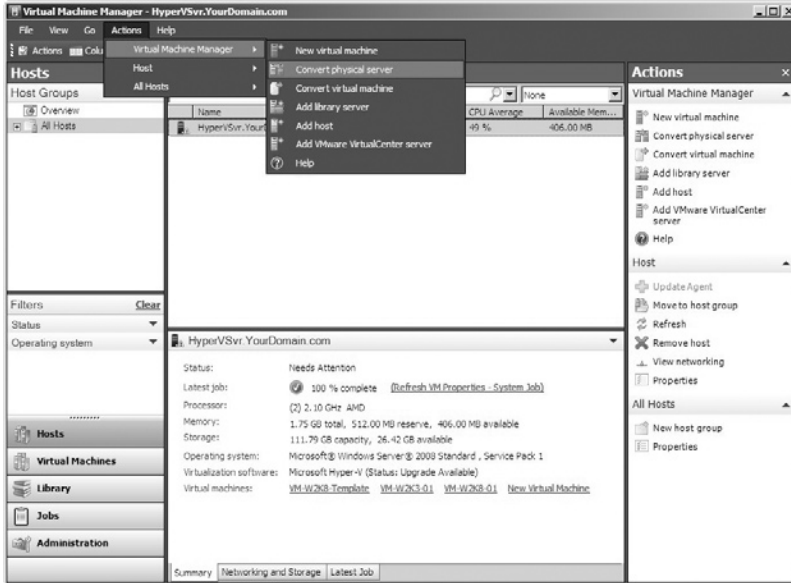 Virtual Machine Manager - HyperVSvr.YourDomain.com
File View Go Actions Help
Actions Colu
Virtual Machine Manager
Host
All Hosts
New virtual machine
Convert physical server
Convert virtual machine
Add library server
Add host
Add VMware VirtualCenter server
Help
Hosts
Host Groups
Overview
All Hosts
None
Name CPU Average Available Mem...
HyperVSvr.Your 49 % 406.00 MB
Filters Clear
Status
Operating system
Hosts
Virtual Machines
Library
Jobs
Administration
HyperVSvr.YourDomain.com
Status: Needs Attention
Latest job: 100 % complete (Refresh VM Properties - System Job)
Processor: (2) 2.10 GHz AMD
Memory: 1.75 GB total, 512.00 MB reserve, 406.00 MB available
Storage: 111.79 GB capacity, 26.42 GB available
Operating system: Microsoft® Windows Server® 2008 Standard , Service Pack 1
Virtualization software: Microsoft Hyper-V (Status: Upgrade Available)
Virtual machines: VM-W2K8-Template VM-W2K3-01 VM-W2K8-01 New Virtual Machine
Summary Networking and Storage Latest Job
Actions
Virtual Machine Manager
New virtual machine
Convert physical server
Convert virtual machine
Add library server
Add host
Add VMware VirtualCenter
server
Help
Host
Update Agent
Move to host group
Refresh
Remove host
View networking
Properties
All Hosts
New host group
Properties